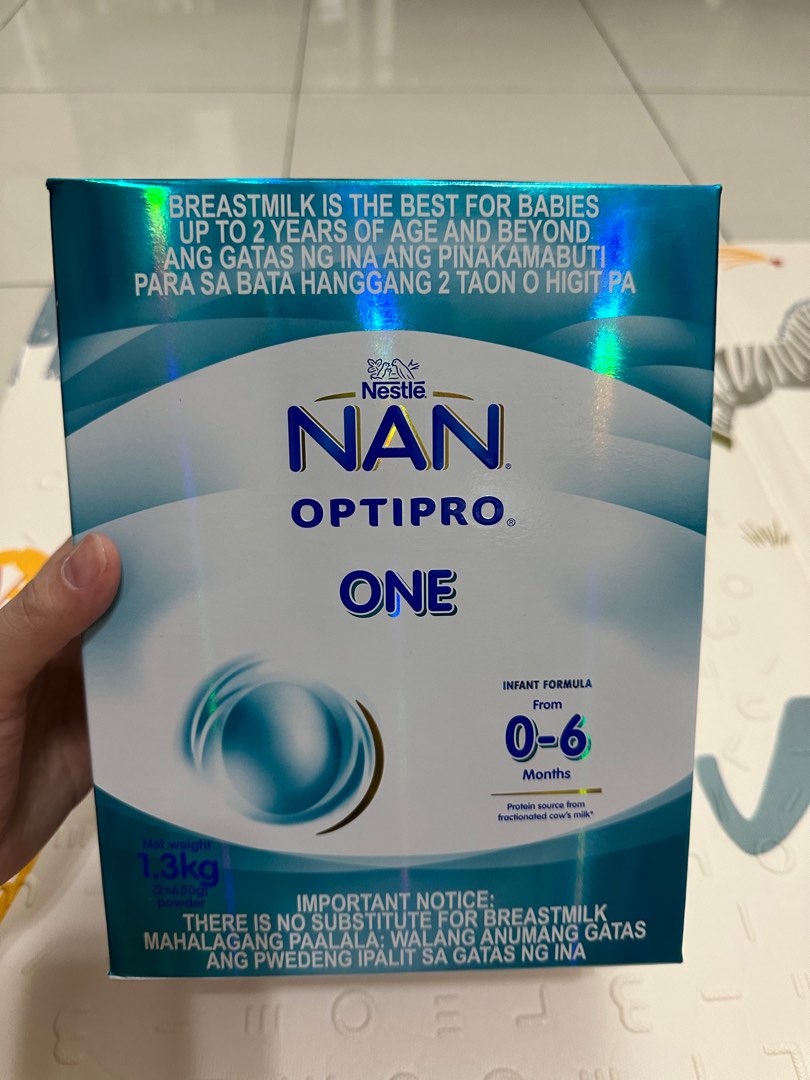 BREASTMILK IS THE BEST FOR BABIES
UP TO 2 YEARS OF AGE AND BEYOND
ANG GATAS NG INA ANG PINAKAMABUTI
PARA SA BATA HANGGANG 2 TAON O HIGIT PA
Nestlé
NAN®
OPTIPRO®
ONE
INFANT FORMULA
From
0-6
Months
Protein source from
fractionated cow's milk*
Net weight
1.3kg
(2x650g)
powder
IMPORTANT NOTICE:
THERE IS NO SUBSTITUTE FOR BREASTMILK
MAHALAGANG PAALALA: WALANG ANUMANG GATAS
ANG PWEDENG IPALIT SA GATAS NG INA